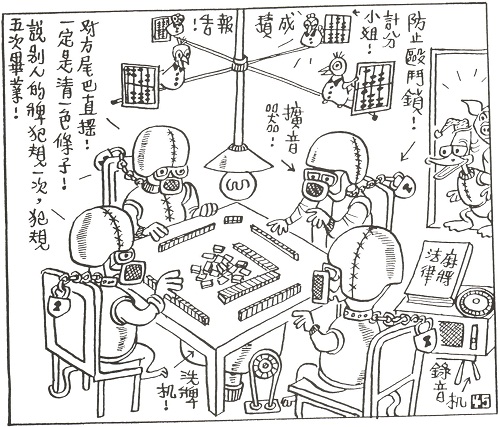 防止毆鬥鎖!
計分
小姐!
成積
報告!
擴音
器!
對方尾巴直搖!
一定是清一色條子!
說別人的牌犯規一次,犯規
五次畢業!
麻將
法律
洗牌
机!
錄音机
45